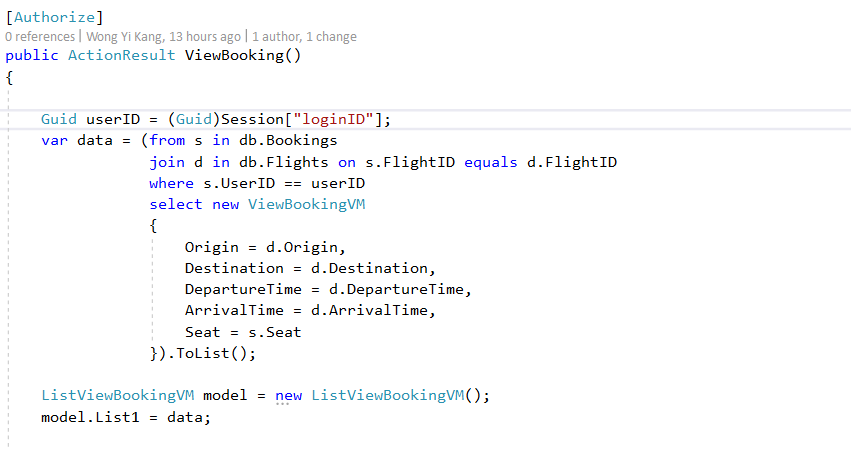 [Authorize]
0 references | Wong Yi Kang, 13 hours ago | 1 author, 1 change
public ActionResult ViewBooking()
{
Guid userID = (Guid)Session["loginID"];
var data = (from s in db.Bookings
join d in db.Flights on s.FlightID equals d.FlightID
where s.UserID == userID
select new ViewBookingVM
{
Origin = d.Origin,
Destination = d.Destination,
DepartureTime = d.DepartureTime,
ArrivalTime = d.ArrivalTime,
Seat = s.Seat
}).ToList();
ListViewBookingVM model = new ListViewBookingVM();
model.List1 = data;